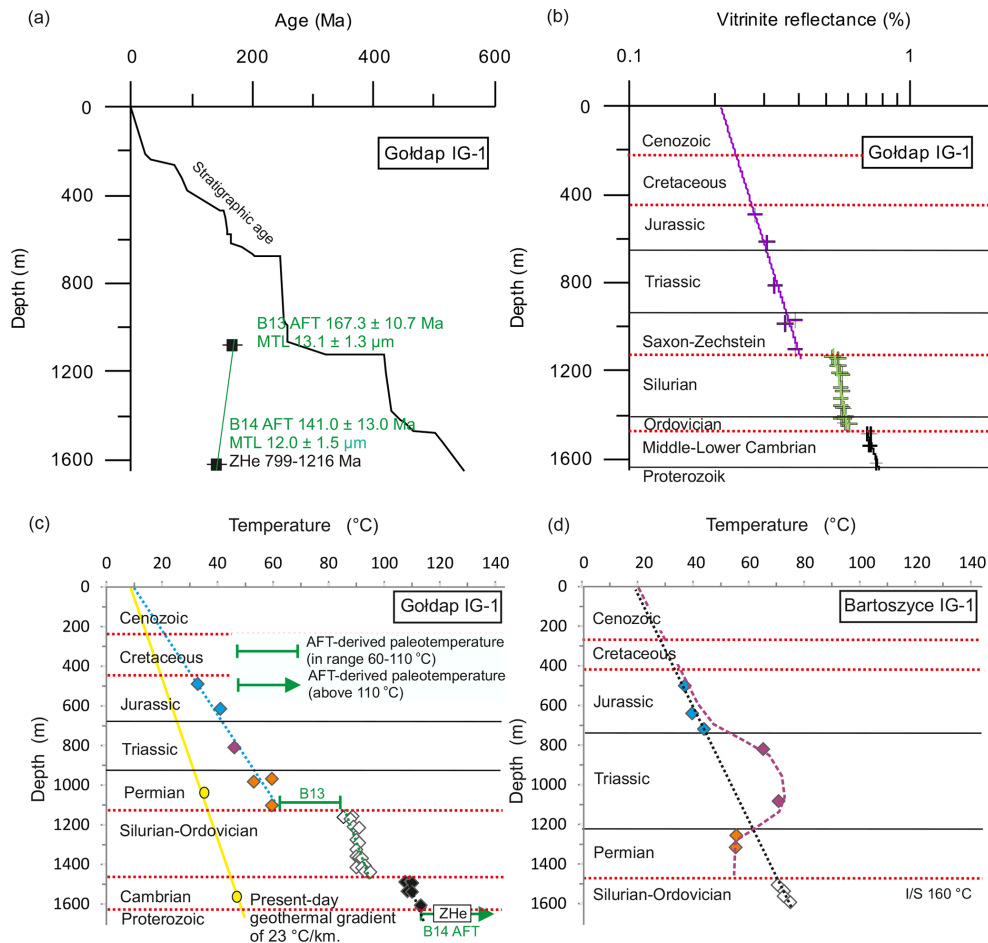 (a)
Age (Ma)
0 200 400 600
Depth (m)
0
400
800
1200
1600
Gołdap IG-1
Stratigraphic age
B13 AFT 167.3 ± 10.7 Ma
MTL 13.1 ± 1.3 µm
B14 AFT 141.0 ± 13.0 Ma
MTL 12.0 ± 1.5 µm
ZHe 799-1216 Ma
(b)
Vitrinite reflectance (%)
0.1 1
Depth (m)
0
400
800
1200
1600
Gołdap IG-1
Cenozoic
Cretaceous
Jurassic
Triassic
Saxon-Zechstein
Silurian
Ordovician
Middle-Lower Cambrian
Proterozoik
(c)
Temperature (°C)
0 20 40 60 80 100 120 140
Depth (m)
0
200
400
600
800
1000
1200
1400
1600
Gołdap IG-1
Cenozoic
Cretaceous
Jurassic
Triassic
Permian
Silurian-Ordovician
Cambrian
Proterozoic
AFT-derived paleotemperature
(in range 60-110 °C)
AFT-derived paleotemperature
(above 110 °C)
B13
Present-day
geothermal gradient
of 23 °C/km.
ZHe
B14 AFT
(d)
Temperature (°C)
0 20 40 60 80 100 120 140
Depth (m)
0
200
400
600
800
1000
1200
1400
1600
Bartoszyce IG-1
Cenozoic
Cretaceous
Jurassic
Triassic
Permian
Silurian-Ordovician
I/S 160 °C